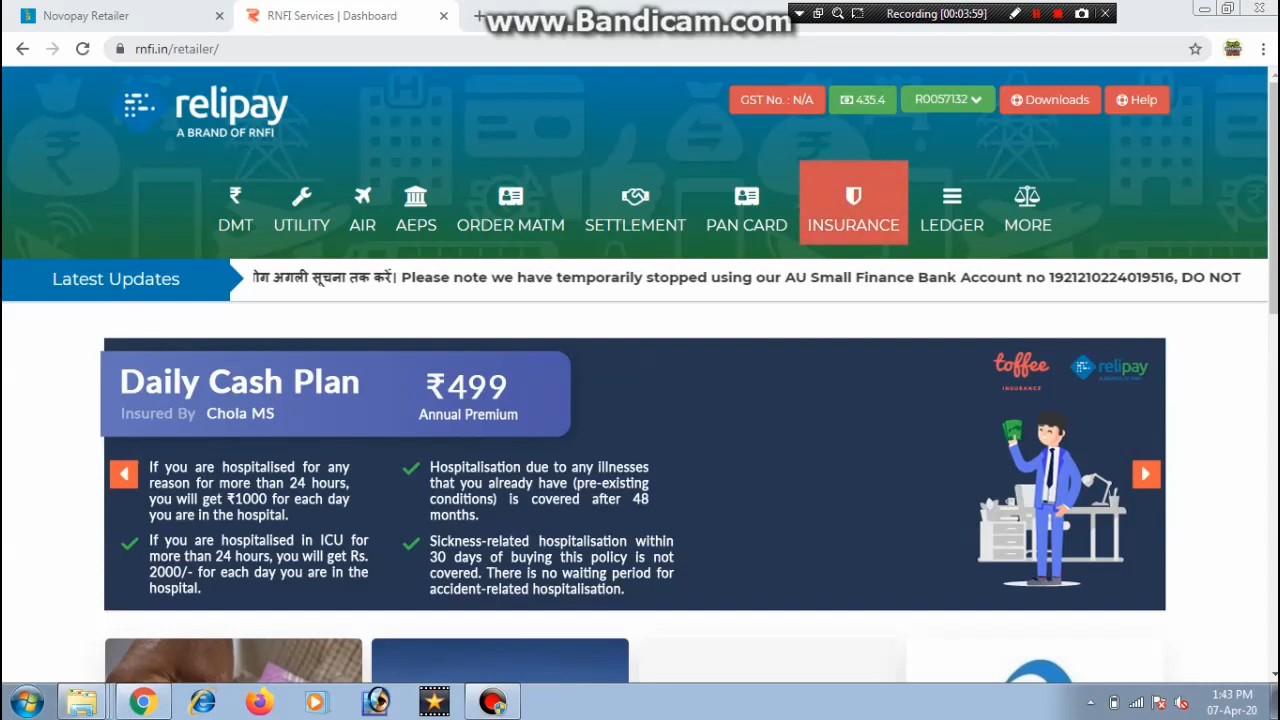 Novopay Retailer
RNFI Services | Dashboard
www.Bandicam.com
Recording [00:03:59]
rnfi.in/retailer/
relipay
A BRAND OF RNFI
GST No. : N/A
435.4
R0057132
Downloads
Help
DMT
UTILITY
AIR
AEPS
ORDER MATM
SETTLEMENT
PAN CARD
INSURANCE
LEDGER
MORE
Latest Updates
अगली सूचना तक करें| Please note we have temporarily stopped using our AU Small Finance Bank Account no 1921210224019516, DO NOT
Daily Cash Plan
Insured By Chola MS
₹499
Annual Premium
toffee
INSURANCE
relipay
If you are hospitalised for any
reason for more than 24 hours,
you will get ₹1000 for each day
you are in the hospital.
If you are hospitalised in ICU for
more than 24 hours, you will get Rs.
2000/- for each day you are in the
hospital.
Hospitalisation due to any illnesses
that you already have (pre-existing
conditions) is covered after 48
months.
Sickness-related hospitalisation within
30 days of buying this policy is not
covered. There is no waiting period for
accident-related hospitalisation.
1:43 PM
07-Apr-20